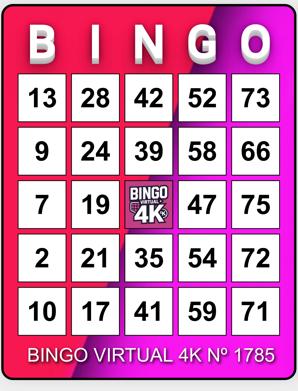 B I N G O
13 28 42 52 73
9 24 39 58 66
7 19 BINGO VIRTUAL 4K 47 75
2 21 35 54 72
10 17 41 59 71
BINGO VIRTUAL 4K Nº 1785